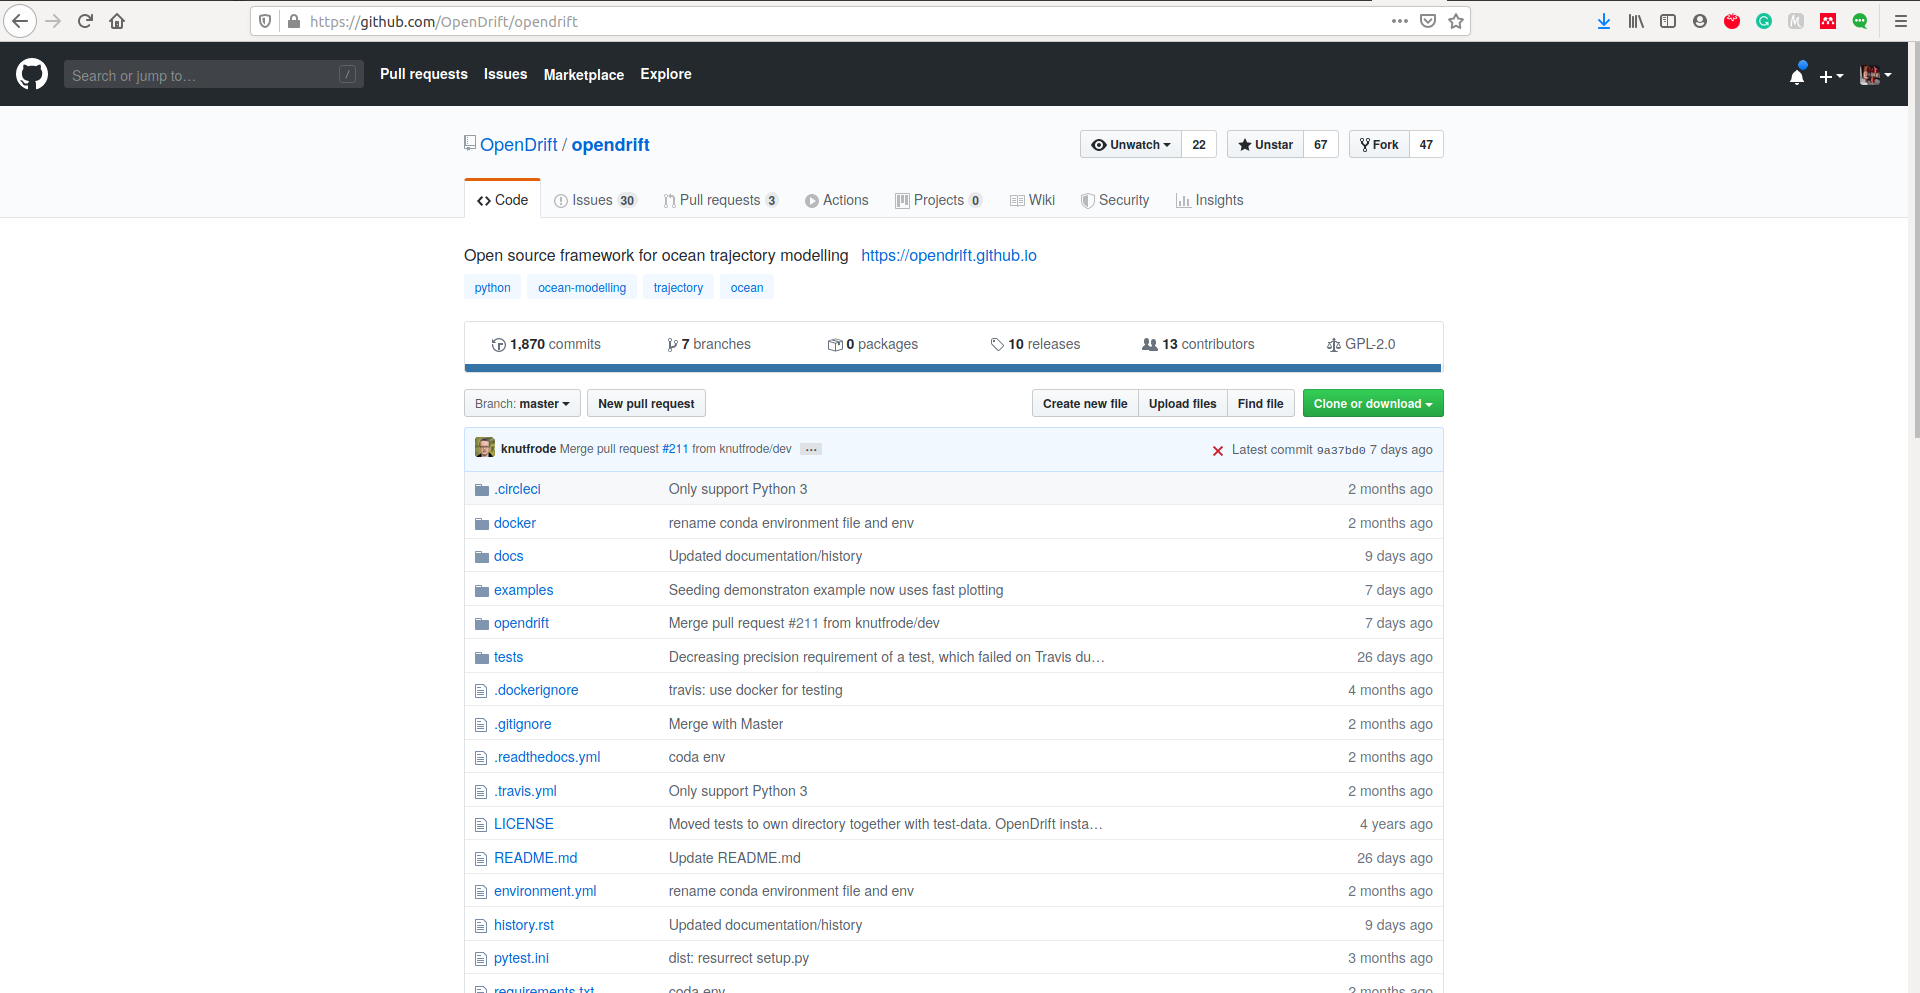 https://github.com/OpenDrift/opendrift
Search or jump to… /
Pull requests Issues Marketplace Explore
OpenDrift / opendrift
Unwatch 22 Unstar 67 Fork 47
Code Issues 30 Pull requests 3 Actions Projects 0 Wiki Security Insights
Open source framework for ocean trajectory modelling https://opendrift.github.io
python ocean-modelling trajectory ocean
1,870 commits 7 branches 0 packages 10 releases 13 contributors GPL-2.0
Branch: master New pull request Create new file Upload files Find file Clone or download
knutfrode Merge pull request #211 from knutfrode/dev … Latest commit 9a37bd0 7 days ago
.circleci Only support Python 3 2 months ago
docker rename conda environment file and env 2 months ago
docs Updated documentation/history 9 days ago
examples Seeding demonstraton example now uses fast plotting 7 days ago
opendrift Merge pull request #211 from knutfrode/dev 7 days ago
tests Decreasing precision requirement of a test, which failed on Travis du… 26 days ago
.dockerignore travis: use docker for testing 4 months ago
.gitignore Merge with Master 2 months ago
.readthedocs.yml coda env 2 months ago
.travis.yml Only support Python 3 2 months ago
LICENSE Moved tests to own directory together with test-data. OpenDrift insta… 4 years ago
README.md Update README.md 26 days ago
environment.yml rename conda environment file and env 2 months ago
history.rst Updated documentation/history 9 days ago
pytest.ini dist: resurrect setup.py 3 months ago
requirements.txt coda env 2 months ago